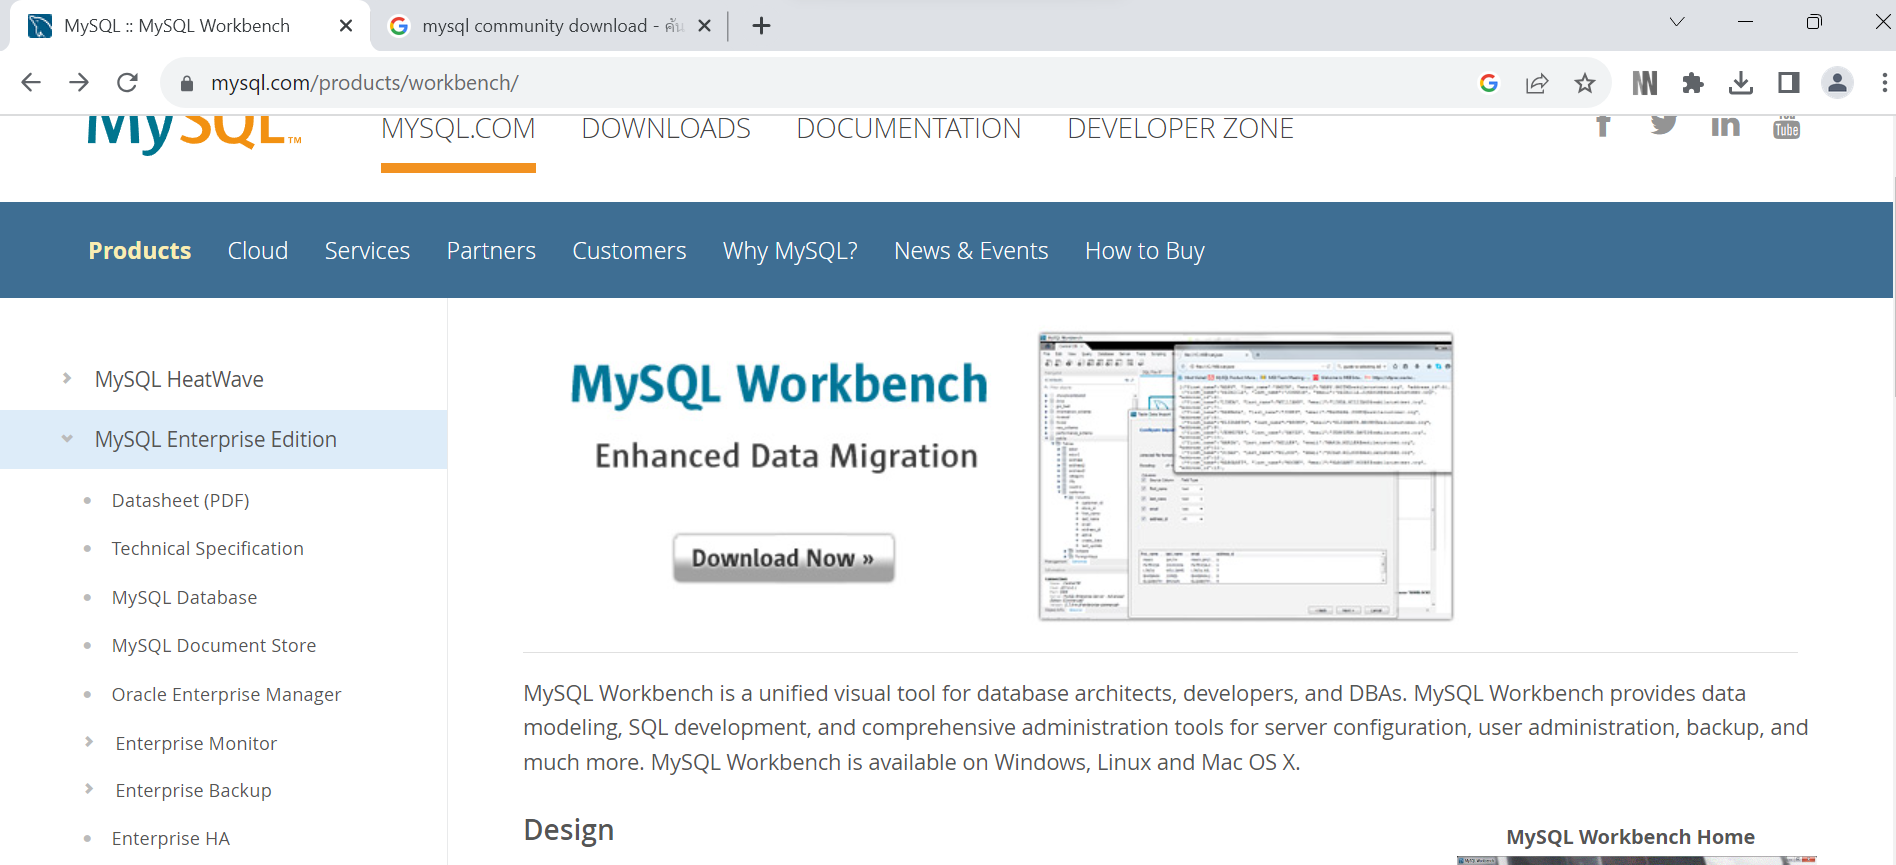 MySQL :: MySQL Workbench
mysql community download - ค้น
mysql.com/products/workbench/
MySQL™
MYSQL.COM
DOWNLOADS
DOCUMENTATION
DEVELOPER ZONE
You
Tube
Products
Cloud
Services
Partners
Customers
Why MySQL?
News & Events
How to Buy
MySQL HeatWave
MySQL Enterprise Edition
Datasheet (PDF)
Technical Specification
MySQL Database
MySQL Document Store
Oracle Enterprise Manager
Enterprise Monitor
Enterprise Backup
Enterprise HA
MySQL Workbench
Enhanced Data Migration
Download Now »
MySQL Workbench is a unified visual tool for database architects, developers, and DBAs. MySQL Workbench provides data
modeling, SQL development, and comprehensive administration tools for server configuration, user administration, backup, and
much more. MySQL Workbench is available on Windows, Linux and Mac OS X.
Design
MySQL Workbench Home